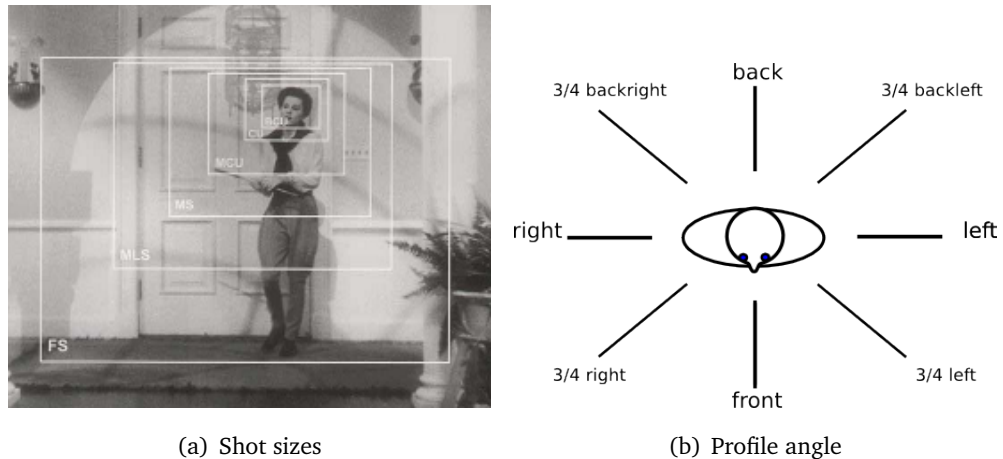 BCU
CU
MCU
MS
MLS
FS
(a) Shot sizes
back
3/4 backright
3/4 backleft
right
left
3/4 right
3/4 left
front
(b) Profile angle